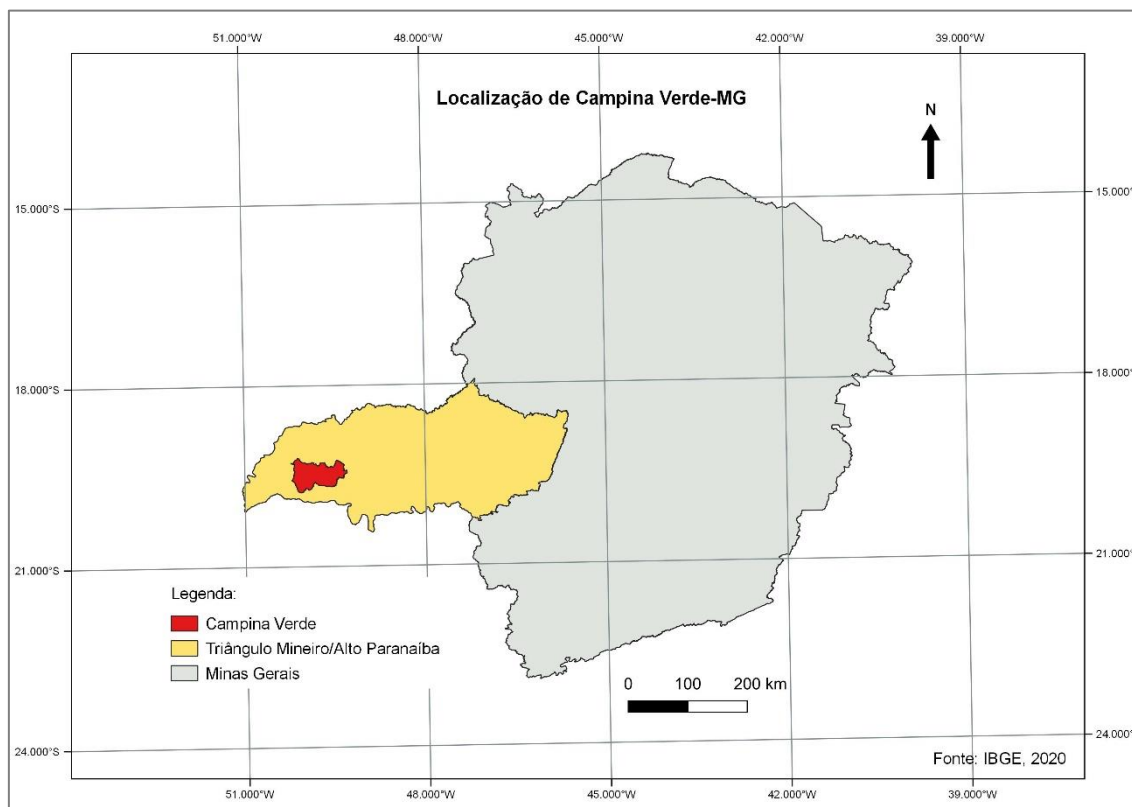 51.000°W 48.000°W 45.000°W 42.000°W 39.000°W
Localização de Campina Verde-MG
N
15.000°S 15.000°S
18.000°S 18.000°S
21.000°S 21.000°S
Legenda:
Campina Verde
Triângulo Mineiro/Alto Paranaíba
Minas Gerais
0 100 200 km
24.000°S 24.000°S
Fonte: IBGE, 2020
51.000°W 48.000°W 45.000°W 42.000°W 39.000°W